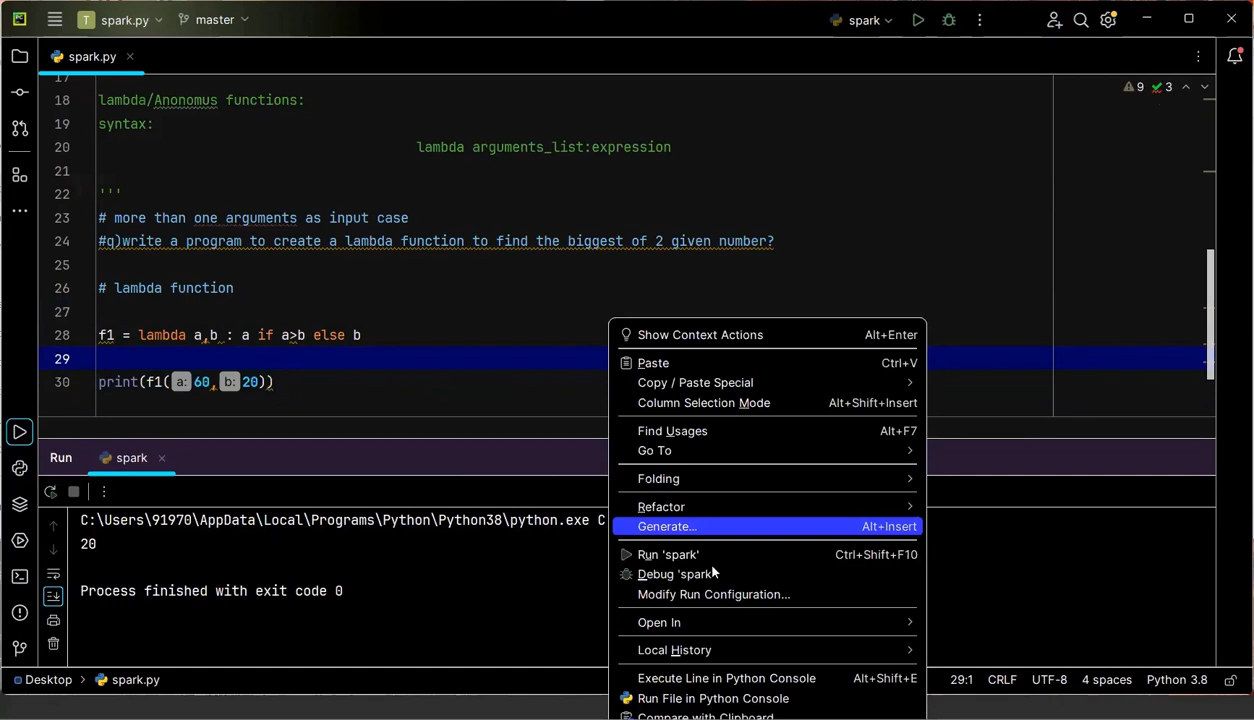 T spark.py master spark
spark.py
17
18 lambda/Anonomus functions:
19 syntax:
20 lambda arguments_list:expression
21
22 '''
23 # more than one arguments as input case
24 #q)write a program to create a lambda function to find the biggest of 2 given number?
25
26 # lambda function
27
28 f1 = lambda a,b : a if a>b else b
29
30 print(f1(a: 60,b: 20))
9 3
Run spark
C:\Users\91970\AppData\Local\Programs\Python\Python38\python.exe C
20
Process finished with exit code 0
Show Context Actions Alt+Enter
Paste Ctrl+V
Copy / Paste Special
Column Selection Mode Alt+Shift+Insert
Find Usages Alt+F7
Go To
Folding
Refactor
Generate... Alt+Insert
Run 'spark' Ctrl+Shift+F10
Debug 'spark'
Modify Run Configuration...
Open In
Local History
Execute Line in Python Console Alt+Shift+E
Run File in Python Console
Compare with Clipboard
Desktop > spark.py 29:1 CRLF UTF-8 4 spaces Python 3.8